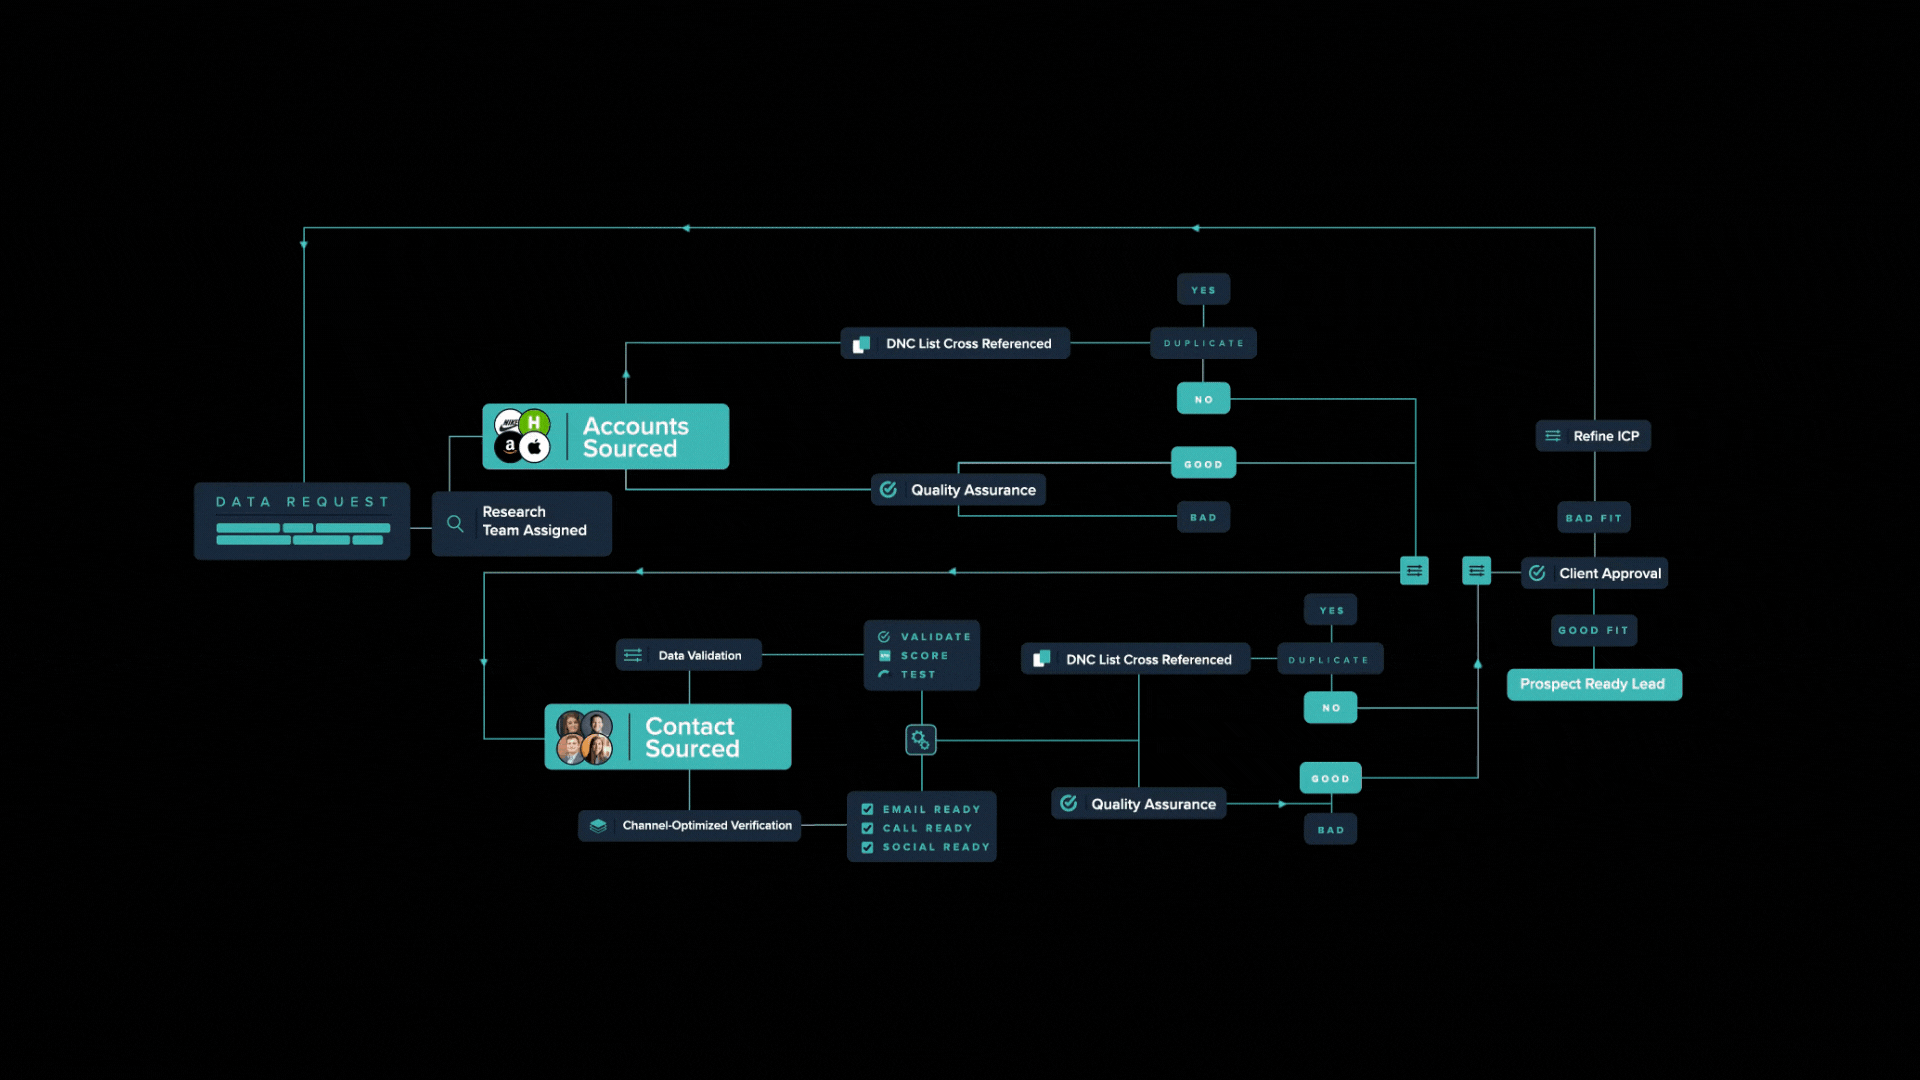 YES
DNC List Cross Referenced
DUPLICATE
NO
NIKE
H
a
Accounts
Sourced
Refine ICP
GOOD
Quality Assurance
DATA REQUEST
Research
Team Assigned
BAD
BAD FIT
Client Approval
YES
GOOD FIT
VALIDATE
SCORE
TEST
Data Validation
DNC List Cross Referenced
DUPLICATE
Prospect Ready Lead
NO
Contact
Sourced
GOOD
Quality Assurance
EMAIL READY
CALL READY
SOCIAL READY
Channel-Optimized Verification
BAD